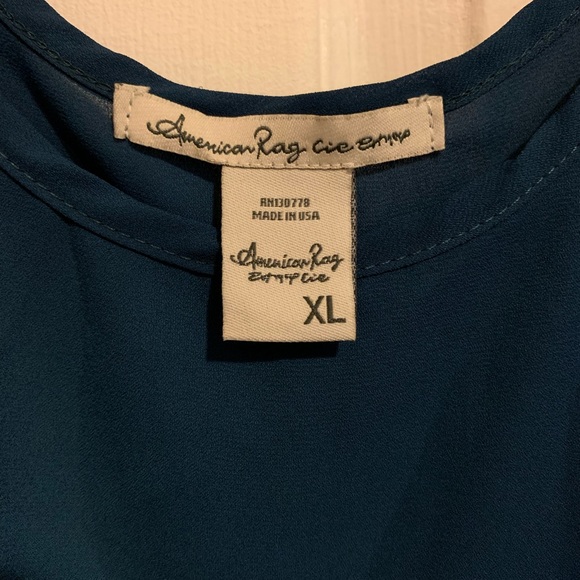 American Rag Cie
RN130778
MADE IN USA
American Rag
Cie
XL